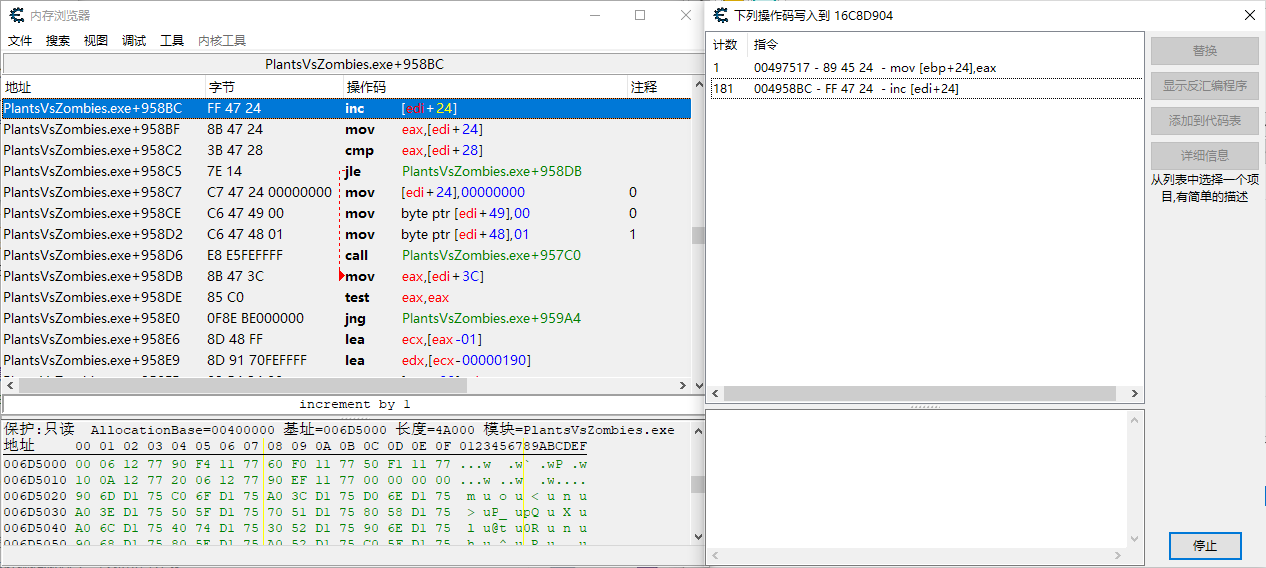 内存浏览器
文件 搜索 视图 调试 工具 内核工具
PlantsVsZombies.exe+958BC
地址 字节 操作码 注释
PlantsVsZombies.exe+958BC FF 47 24 inc [edi+24]
PlantsVsZombies.exe+958BF 8B 47 24 mov eax,[edi+24]
PlantsVsZombies.exe+958C2 3B 47 28 cmp eax,[edi+28]
PlantsVsZombies.exe+958C5 7E 14 jle PlantsVsZombies.exe+958DB
PlantsVsZombies.exe+958C7 C7 47 24 00000000 mov [edi+24],00000000 0
PlantsVsZombies.exe+958CE C6 47 49 00 mov byte ptr [edi+49],00 0
PlantsVsZombies.exe+958D2 C6 47 48 01 mov byte ptr [edi+48],01 1
PlantsVsZombies.exe+958D6 E8 E5FEFFFF call PlantsVsZombies.exe+957C0
PlantsVsZombies.exe+958DB 8B 47 3C mov eax,[edi+3C]
PlantsVsZombies.exe+958DE 85 C0 test eax,eax
PlantsVsZombies.exe+958E0 0F8E BE000000 jng PlantsVsZombies.exe+959A4
PlantsVsZombies.exe+958E6 8D 48 FF lea ecx,[eax-01]
PlantsVsZombies.exe+958E9 8D 91 70FEFFFF lea edx,[ecx-00000190]
increment by 1
保护:只读 AllocationBase=00400000 基址=006D5000 长度=4A000 模块=PlantsVsZombies.exe
地址 00 01 02 03 04 05 06 07 08 09 0A 0B 0C 0D 0E 0F 0123456789ABCDEF
006D5000 00 06 12 77 90 F4 11 77 60 F0 11 77 50 F1 11 77 ...w .w` .wP .w
006D5010 10 0A 12 77 20 06 12 77 90 EF 11 77 00 00 00 00 ...w ..w .w....
006D5020 90 6D D1 75 C0 6F D1 75 A0 3C D1 75 D0 6E D1 75 m u o u < u n u
006D5030 A0 3E D1 75 50 5F D1 75 70 51 D1 75 80 58 D1 75 > uP_ upQ u X u
006D5040 A0 6C D1 75 40 74 D1 75 30 52 D1 75 90 6E D1 75 l u@t u0R u n u
006D5050 90 68 D1 75 80 5E D1 75 A0 52 D1 75 C0 5F D1 75 h u ^ u R u _ u
下列操作码写入到 16C8D904
计数 指令
1 00497517 - 89 45 24 - mov [ebp+24],eax
181 004958BC - FF 47 24 - inc [edi+24]
替换
显示反汇编程序
添加到代码表
详细信息
从列表中选择一个项
目,有简单的描述
停止